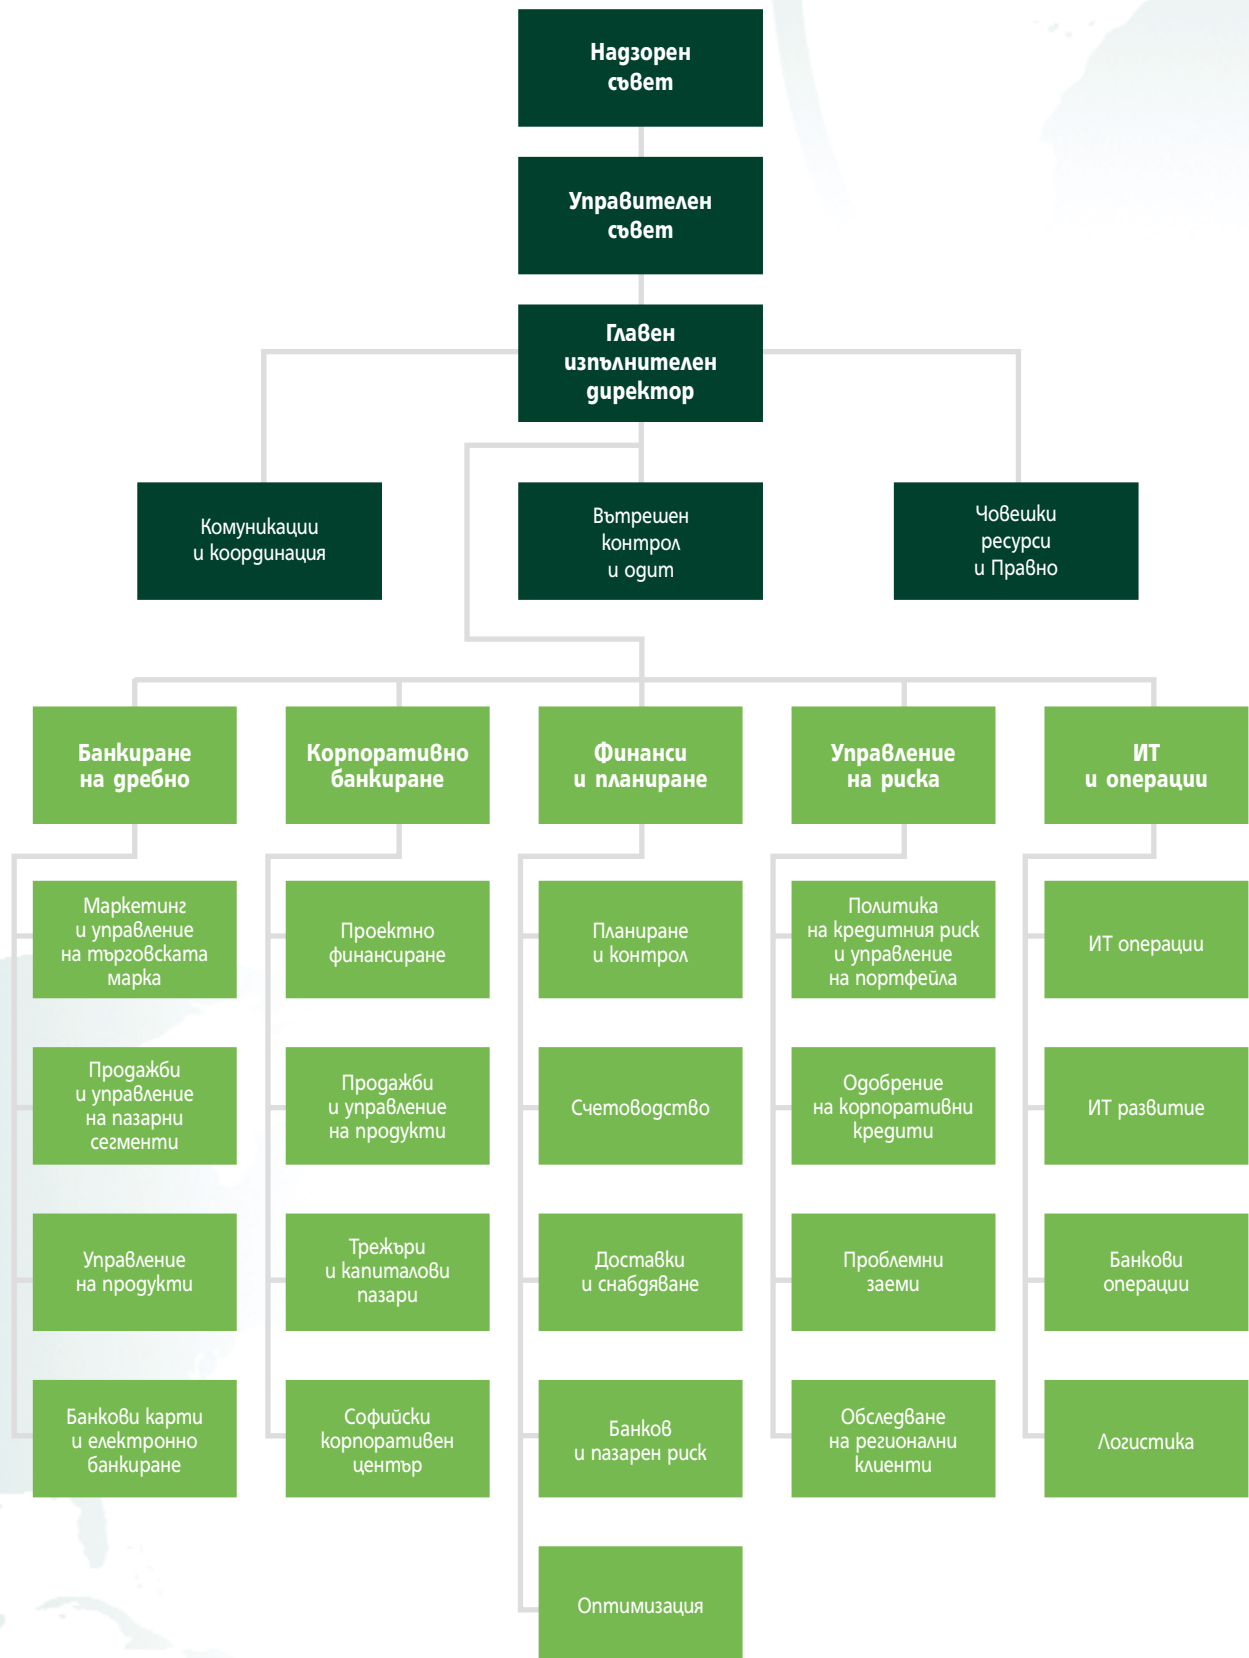 Надзорен
съвет
Управителен
съвет
Главен
изпълнителен
директор
Комуникации
и координация
Вътрешен
контрол
и одит
Човешки
ресурси
и Правно
Банкиране
на дребно
Корпоративно
банкиране
Финанси
и планиране
Управление
на риска
ИТ
и операции
Маркетинг
и управление
на търговската
марка
Проектно
финансиране
Планиране
и контрол
Политика
на кредитния риск
и управление
на портфейла
ИТ операции
Продажби
и управление
на пазарни
сегменти
Продажби
и управление
на продукти
Счетоводство
Одобрение
на корпоративни
кредити
ИТ развитие
Управление
на продукти
Трежъри
и капиталови
пазари
Доставки
и снабдяване
Проблемни
заеми
Банкови
операции
Банкови карти
и електронно
банкиране
Софийски
корпоративен
център
Банков
и пазарен риск
Обследване
на регионални
клиенти
Логистика
Оптимизация